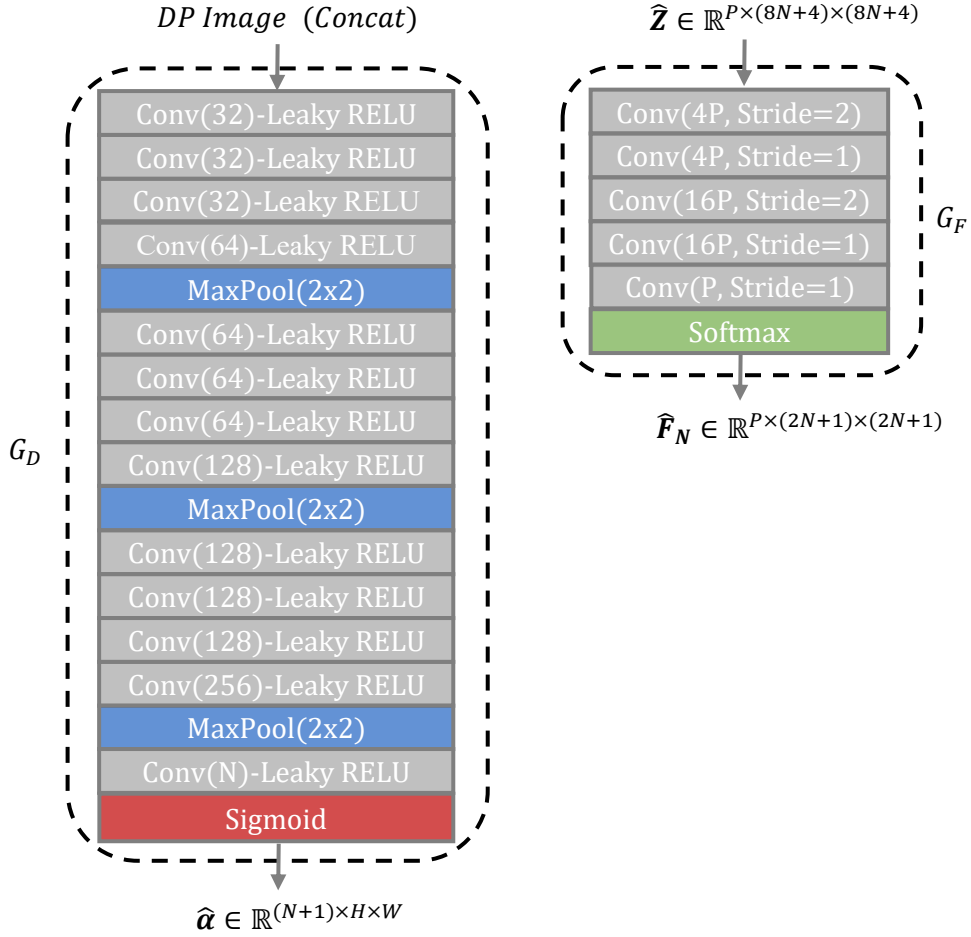 DP Image (Concat)
Conv(32)-Leaky RELU
Conv(32)-Leaky RELU
Conv(32)-Leaky RELU
Conv(64)-Leaky RELU
MaxPool(2x2)
Conv(64)-Leaky RELU
Conv(64)-Leaky RELU
Conv(64)-Leaky RELU
Conv(128)-Leaky RELU
MaxPool(2x2)
Conv(128)-Leaky RELU
Conv(128)-Leaky RELU
Conv(128)-Leaky RELU
Conv(256)-Leaky RELU
MaxPool(2x2)
Conv(N)-Leaky RELU
Sigmoid
G_D
α̂ ∈ ℝ^{(N+1)×H×W}
Ẑ ∈ ℝ^{P×(8N+4)×(8N+4)}
Conv(4P, Stride=2)
Conv(4P, Stride=1)
Conv(16P, Stride=2)
Conv(16P, Stride=1)
Conv(P, Stride=1)
Softmax
G_F
F̂_N ∈ ℝ^{P×(2N+1)×(2N+1)}